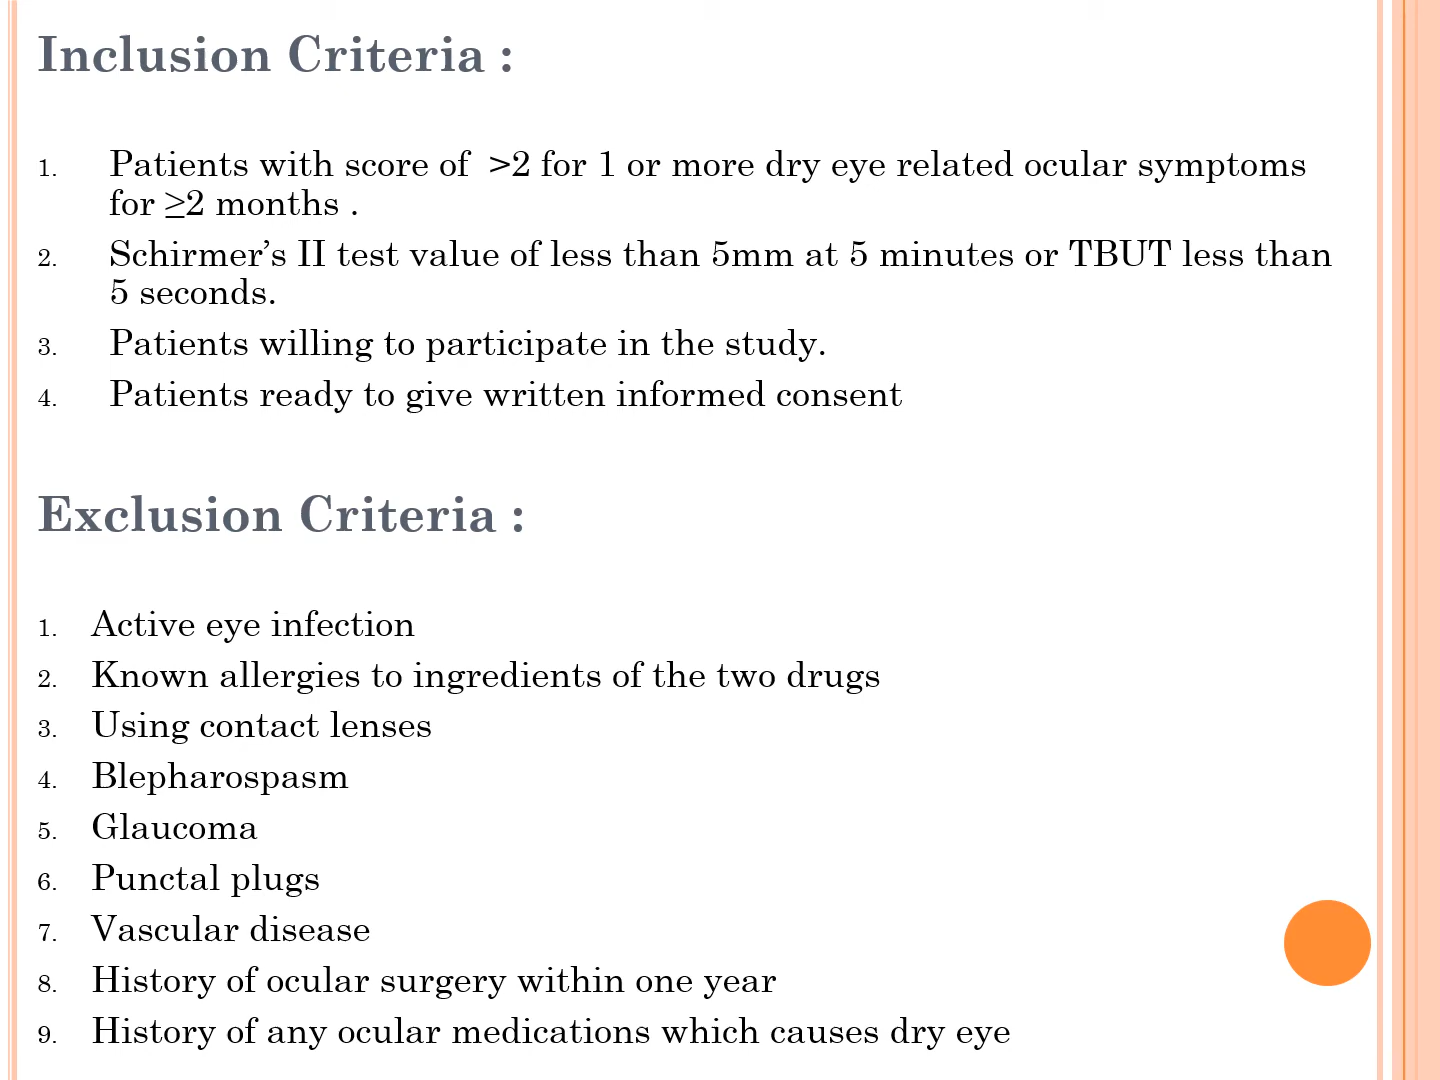 Inclusion Criteria :
1. Patients with score of >2 for 1 or more dry eye related ocular symptoms
for ≥2 months .
2. Schirmer’s II test value of less than 5mm at 5 minutes or TBUT less than
5 seconds.
3. Patients willing to participate in the study.
4. Patients ready to give written informed consent
Exclusion Criteria :
1. Active eye infection
2. Known allergies to ingredients of the two drugs
3. Using contact lenses
4. Blepharospasm
5. Glaucoma
6. Punctal plugs
7. Vascular disease
8. History of ocular surgery within one year
9. History of any ocular medications which causes dry eye